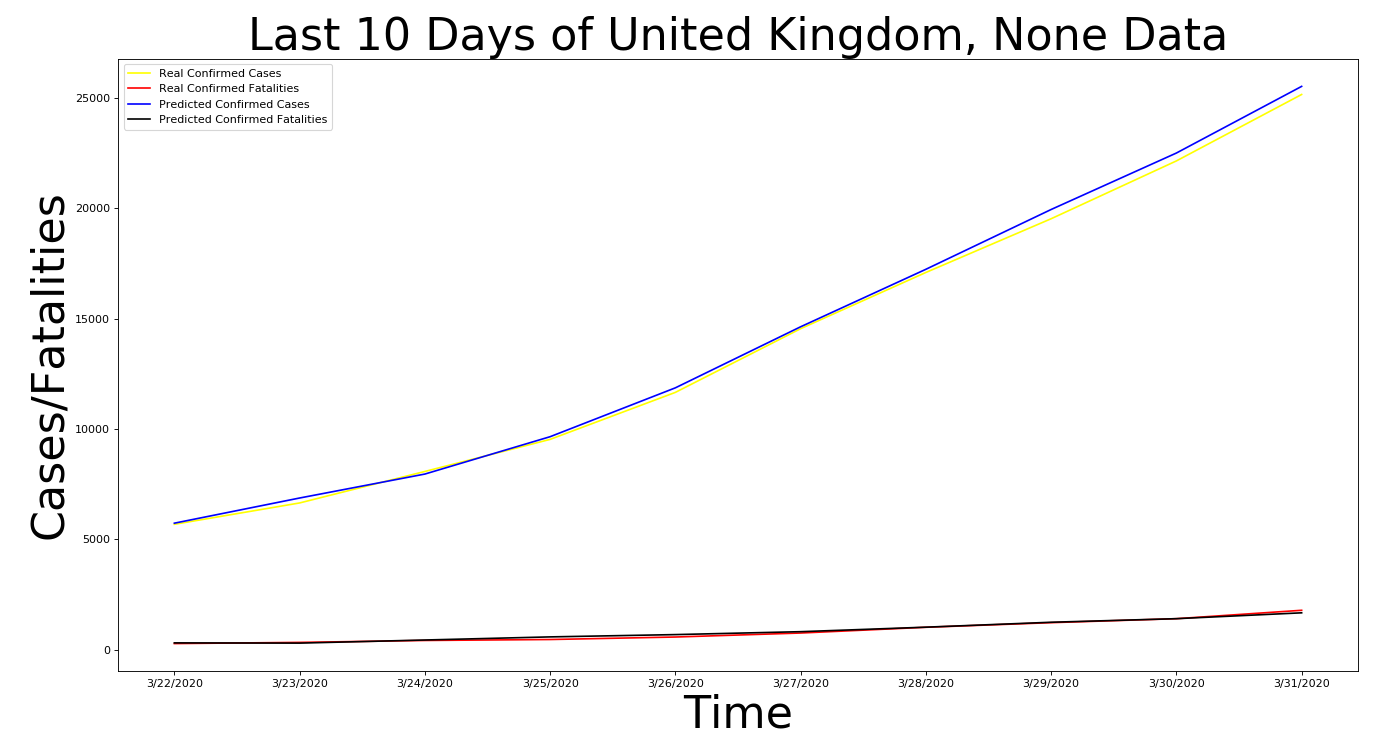 Last 10 Days of United Kingdom, None Data
Real Confirmed Cases
Real Confirmed Fatalities
Predicted Confirmed Cases
Predicted Confirmed Fatalities
Cases/Fatalities
25000
20000
15000
10000
5000
0
3/22/2020 3/23/2020 3/24/2020 3/25/2020 3/26/2020 3/27/2020 3/28/2020 3/29/2020 3/30/2020 3/31/2020
Time